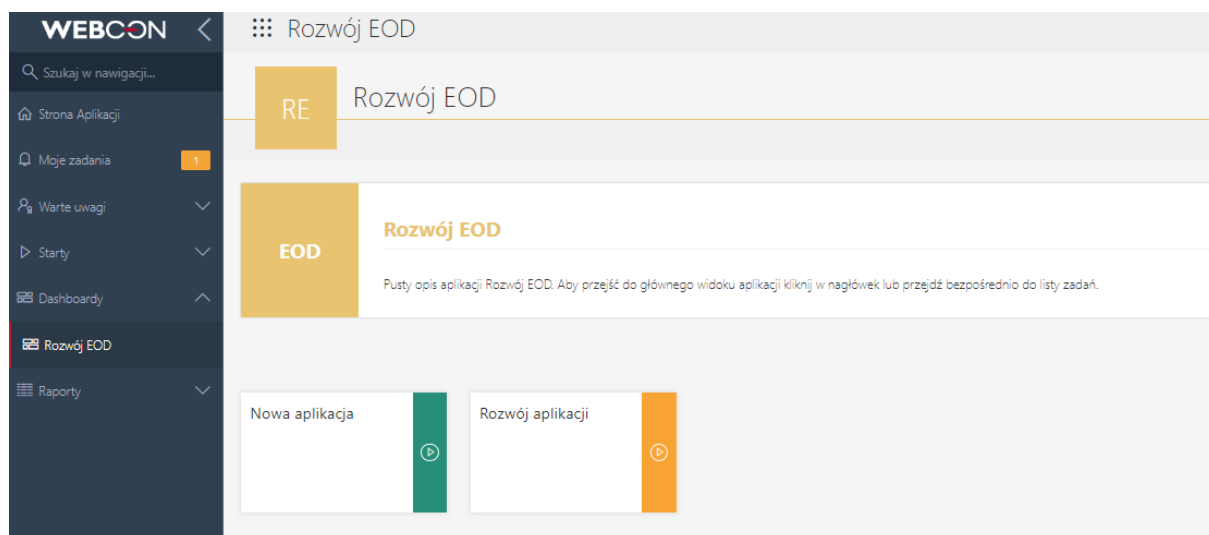 WEBCON
Rozwój EOD
Szukaj w nawigacji...
Strona Aplikacji
Moje zadania 1
Warte uwagi
Starty
Dashboardy
Rozwój EOD
Raporty
RE
Rozwój EOD
EOD
Rozwój EOD
Pusty opis aplikacji Rozwój EOD. Aby przejść do głównego widoku aplikacji kliknij w nagłówek lub przejdź bezpośrednio do listy zadań.
Nowa aplikacja
Rozwój aplikacji